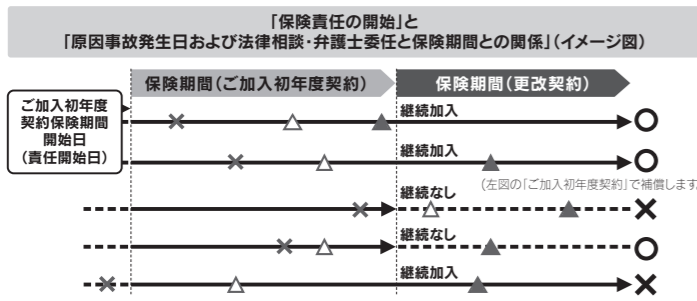 「保険責任の開始」と
「原因事故発生日および法律相談・弁護士委任と保険期間との関係」(イメージ図)
保険期間(ご加入初年度契約)
保険期間(更改契約)
ご加入初年度
契約保険期間
開始日
(責任開始日)
継続加入
継続加入
(左図の「ご加入初年度契約」で補償します
継続なし
継続なし
継続加入